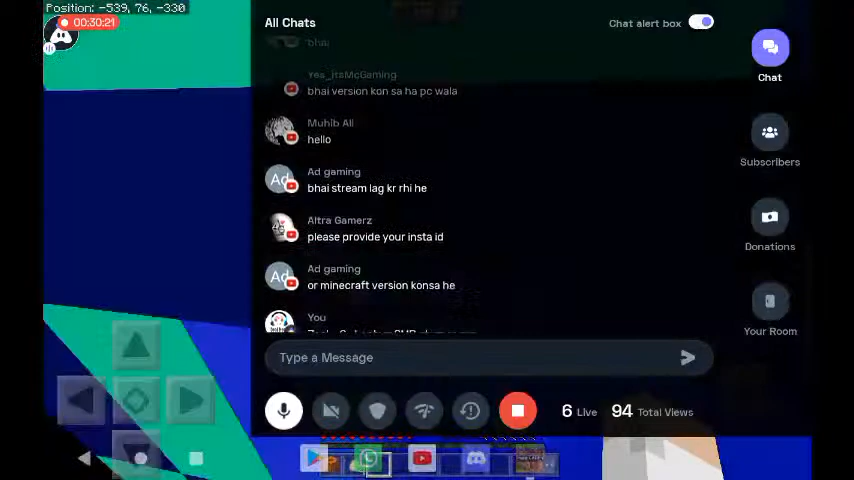 Position: -539, 76, -330
00:30:21
All Chats
Chat alert box
bhai
Yes_itsMcGaming
bhai version kon sa ha pc wala
Muhib Ali
hello
Ad gaming
bhai stream lag kr rhi he
Altra Gamerz
please provide your insta id
Ad gaming
or minecraft version konsa he
You
Type a Message
6 Live
94 Total Views
Chat
Subscribers
Donations
Your Room
Ad
Ad